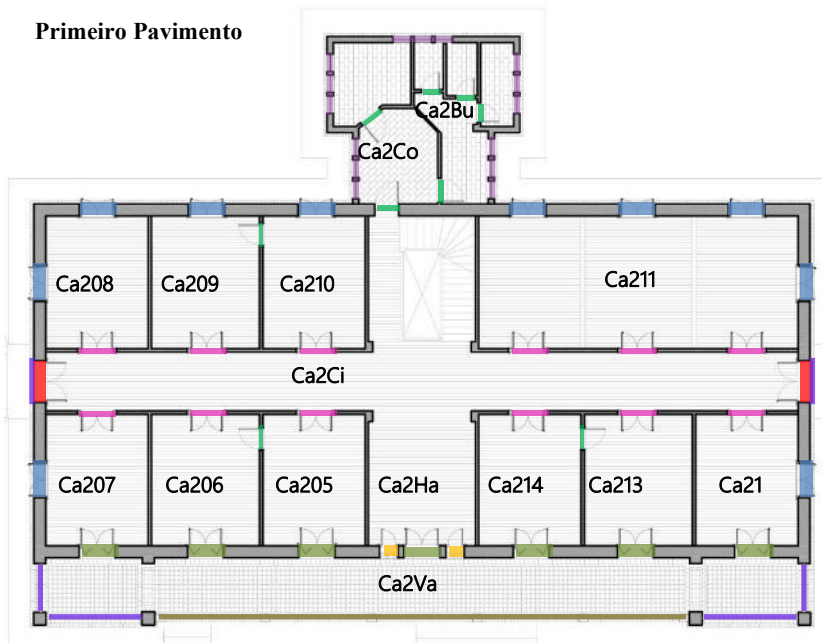 Primeiro Pavimento
Ca2Bu
Ca2Co
Ca208
Ca209
Ca210
Ca211
Ca2Ci
Ca207
Ca206
Ca205
Ca2Ha
Ca214
Ca213
Ca21
Ca2Va